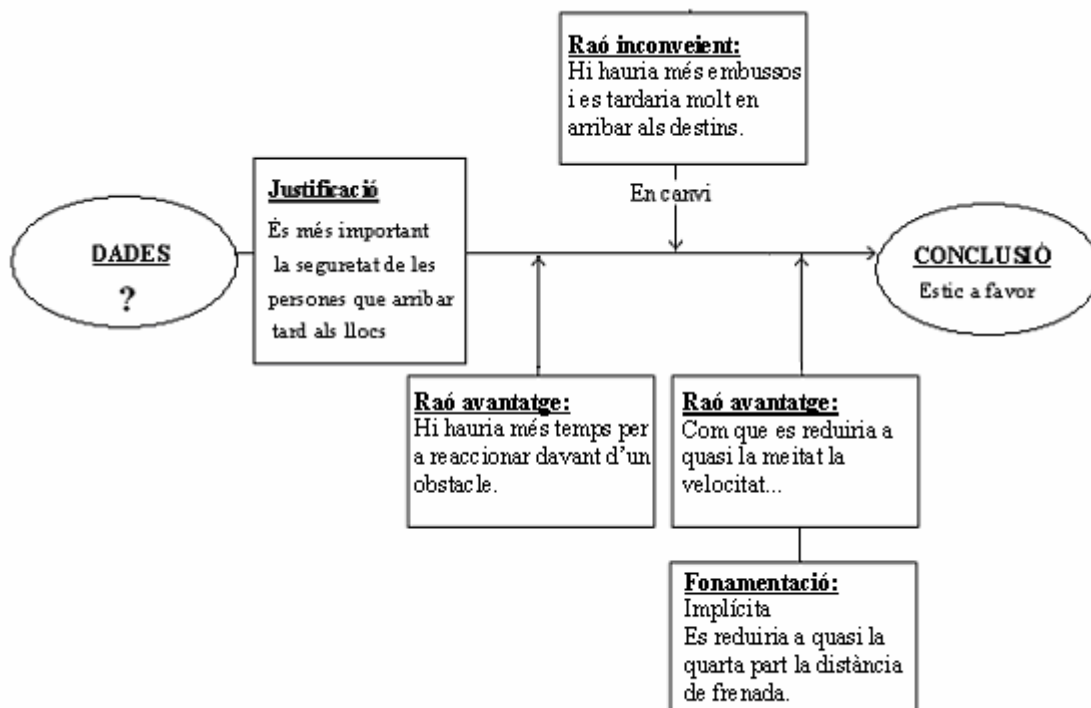 Raó inconveient:
Hi hauria més embussos
i es tardaria molt en
arribar als destins.
En canvi
Justificació
És més important
la seguretat de les
persones que arribar
tard als llocs
DADES
?
CONCLUSIÓ
Estic a favor
Raó avantatge:
Hi hauria més temps per
a reaccionar davant d'un
obstacle.
Raó avantatge:
Com que es reduiria a
quasi la meitat la
velocitat...
Fonamentació:
Implícita
Es reduiria a quasi la
quarta part la distància
de frenada.